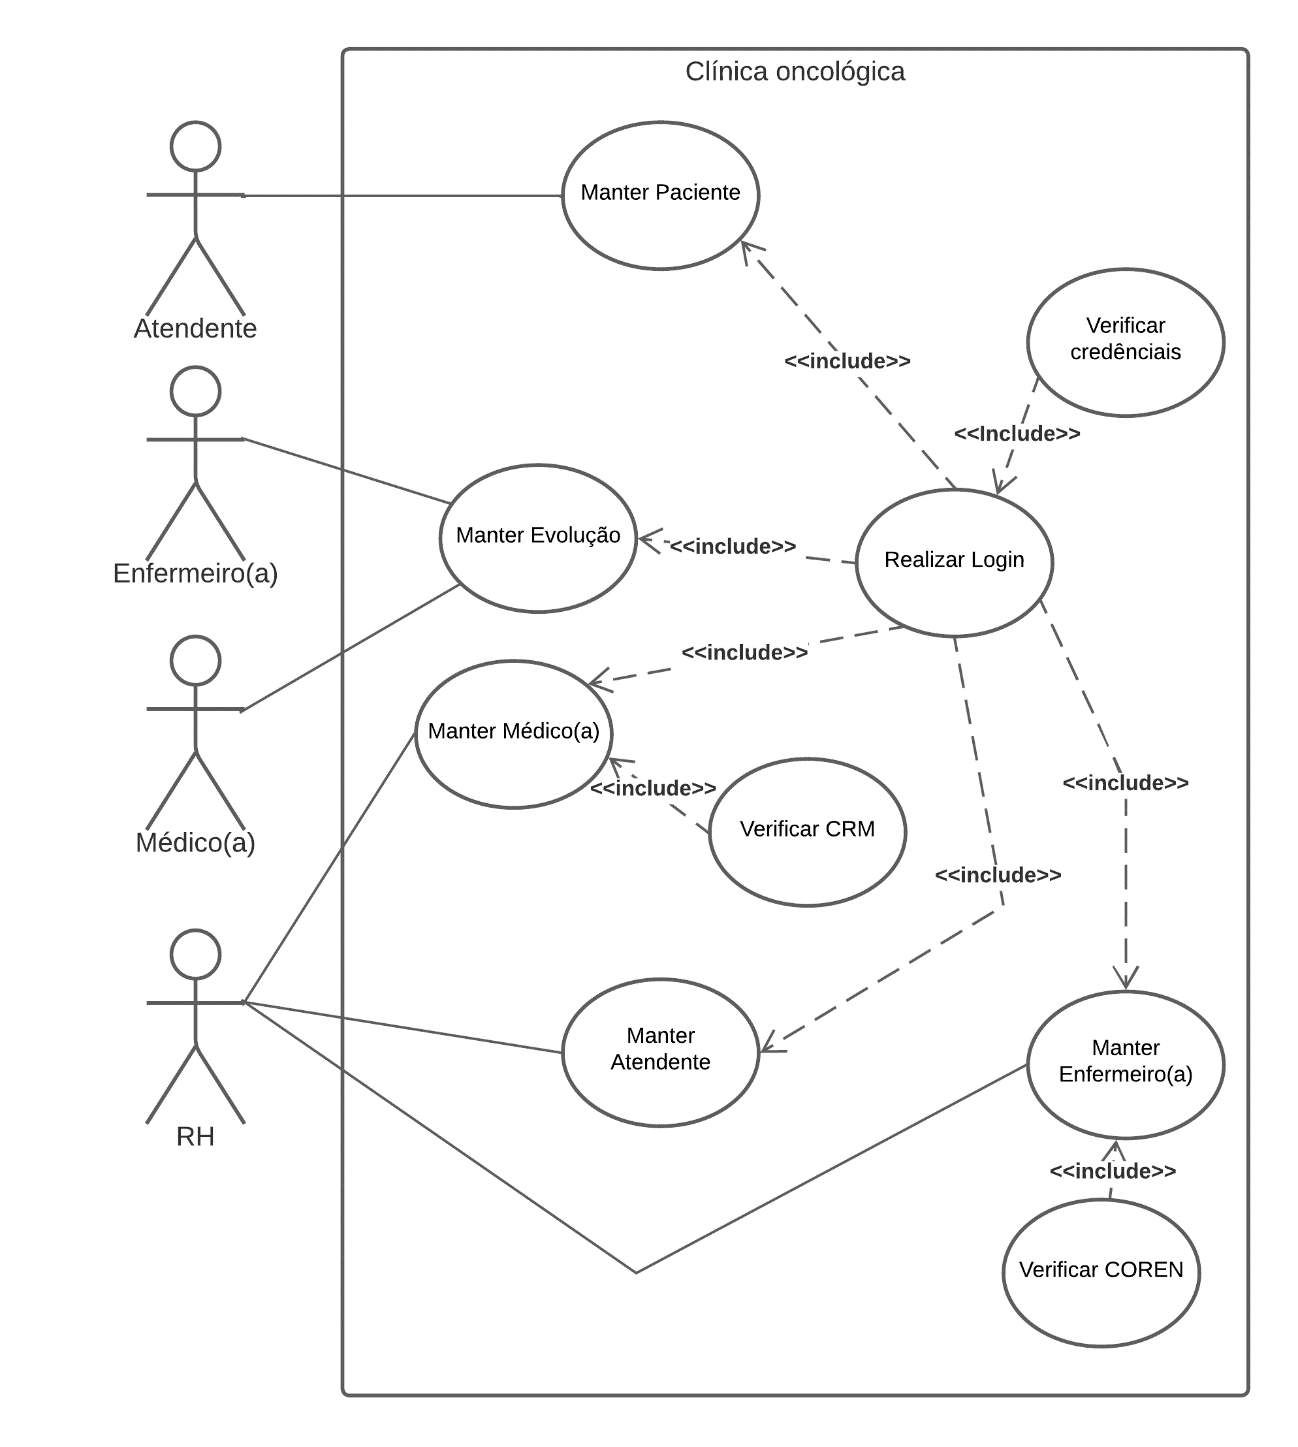 Clínica oncológica
Manter Paciente
Atendente
Verificar
credênciais
<<include>>
<<Include>>
Enfermeiro(a)
Manter Evolução
<<include>>
Realizar Login
<<include>>
Manter Médico(a)
Médico(a)
<<include>>
<<include>>
Verificar CRM
<<include>>
Manter
Atendente
Manter
Enfermeiro(a)
RH
<<include>>
Verificar COREN